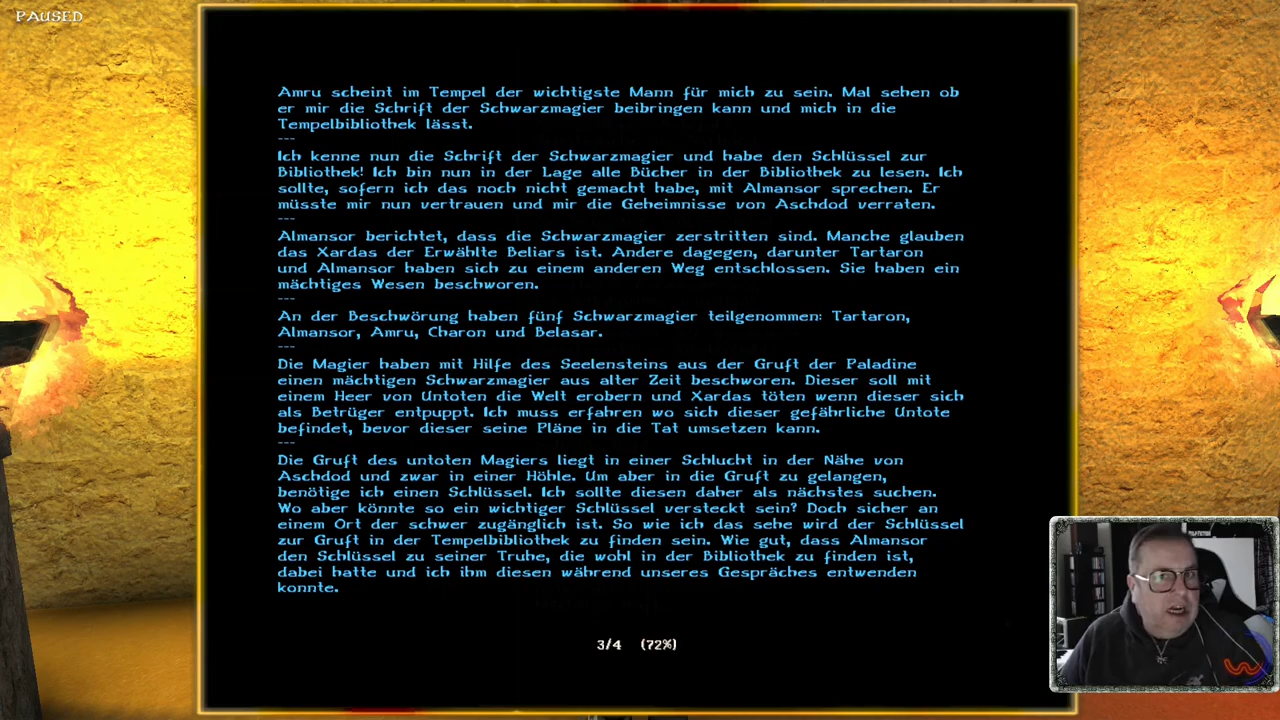 PAUSED
Amru scheint im Tempel der wichtigste Mann für mich zu sein. Mal sehen ob
er mir die Schrift der Schwarzmagier beibringen kann und mich in die
Tempelbibliothek lässt.
---
Ich kenne nun die Schrift der Schwarzmagier und habe den Schlüssel zur
Bibliothek! Ich bin nun in der Lage alle Bücher in der Bibliothek zu lesen. Ich
sollte, sofern ich das noch nicht gemacht habe, mit Almansor sprechen. Er
müsste mir nun vertrauen und mir die Geheimnisse von Aschdod verraten.
---
Almansor berichtet, dass die Schwarzmagier zerstritten sind. Manche glauben
das Xardas der Erwählte Beliars ist. Andere dagegen, darunter Tartaron
und Almansor haben sich zu einem anderen Weg entschlossen. Sie haben ein
mächtiges Wesen beschworen.
---
An der Beschwörung haben fünf Schwarzmagier teilgenommen: Tartaron,
Almansor, Amru, Charon und Belasar.
---
Die Magier haben mit Hilfe des Seelensteins aus der Gruft der Paladine
einen mächtigen Schwarzmagier aus alter Zeit beschworen. Dieser soll mit
einem Heer von Untoten die Welt erobern und Xardas töten wenn dieser sich
als Betrüger entpuppt. Ich muss erfahren wo sich dieser gefährliche Untote
befindet, bevor dieser seine Pläne in die Tat umsetzen kann.
---
Die Gruft des untoten Magiers liegt in einer Schlucht in der Nähe von
Aschdod und zwar in einer Höhle. Um aber in die Gruft zu gelangen,
benötige ich einen Schlüssel. Ich sollte diesen daher als nächstes suchen.
Wo aber könnte so ein wichtiger Schlüssel versteckt sein? Doch sicher an
einem Ort der schwer zugänglich ist. So wie ich das sehe wird der Schlüssel
zur Gruft in der Tempelbibliothek zu finden sein. Wie gut, dass Almansor
den Schlüssel zu seiner Truhe, die wohl in der Bibliothek zu finden ist,
dabei hatte und ich ihm diesen während unseres Gespräches entwenden
konnte.
3/4 (72%)